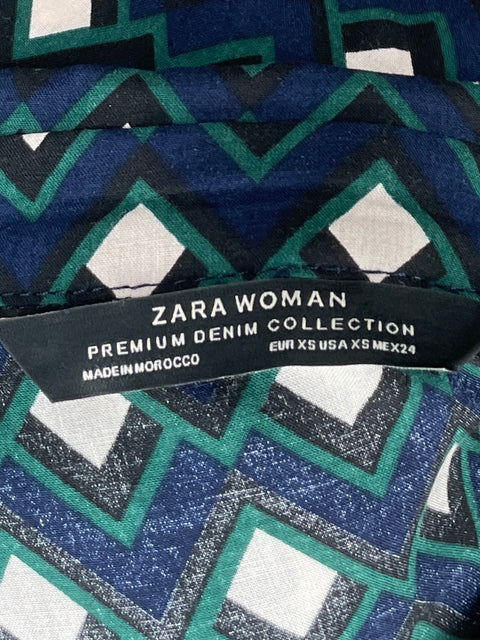 ZARA WOMAN
PREMIUM DENIM COLLECTION
MADE IN MOROCCO EUR XS USA XS MEX 24